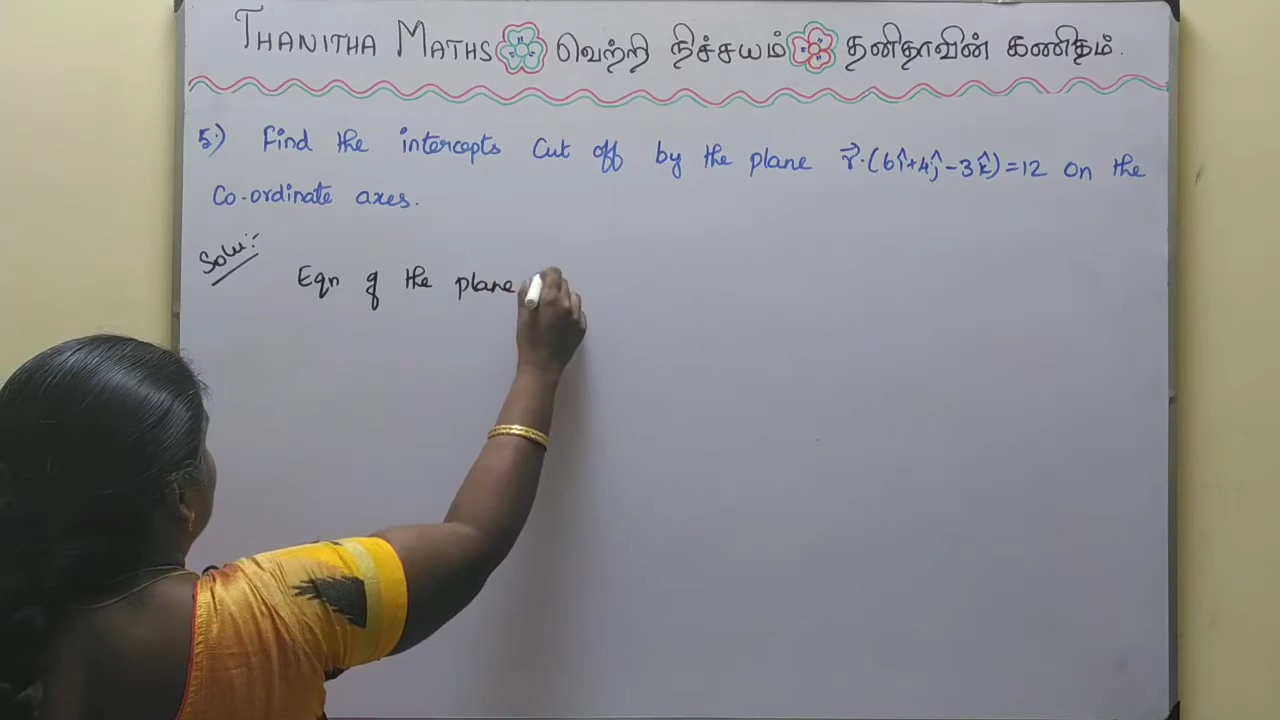 THANITHA MATHS வெற்றி நிச்சயம் தனிதாவின் கணிதம்.
5.) Find the intercepts Cut off by the plane r⃗·(6î+4ĵ-3k̂)=12 on the
Co-ordinate axes.
Solu:-
Eqn of the plane